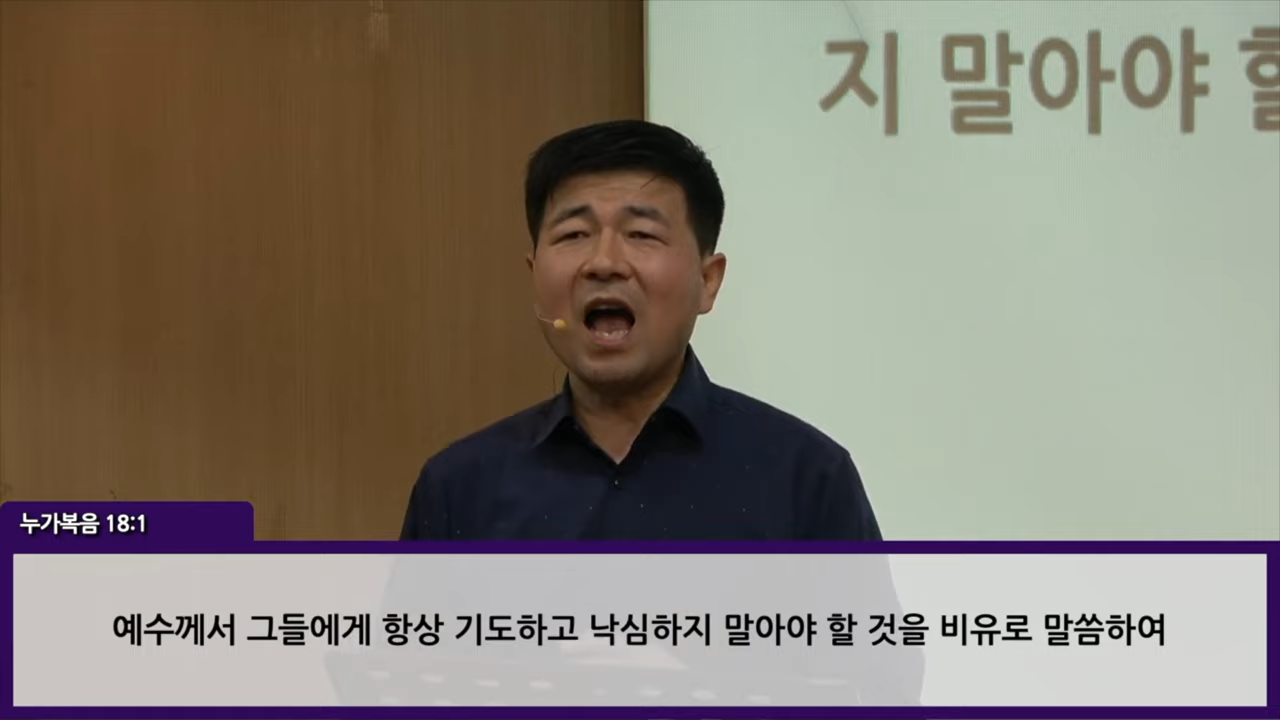 지 말아야 할
누가복음 18:1
예수께서 그들에게 항상 기도하고 낙심하지 말아야 할 것을 비유로 말씀하여